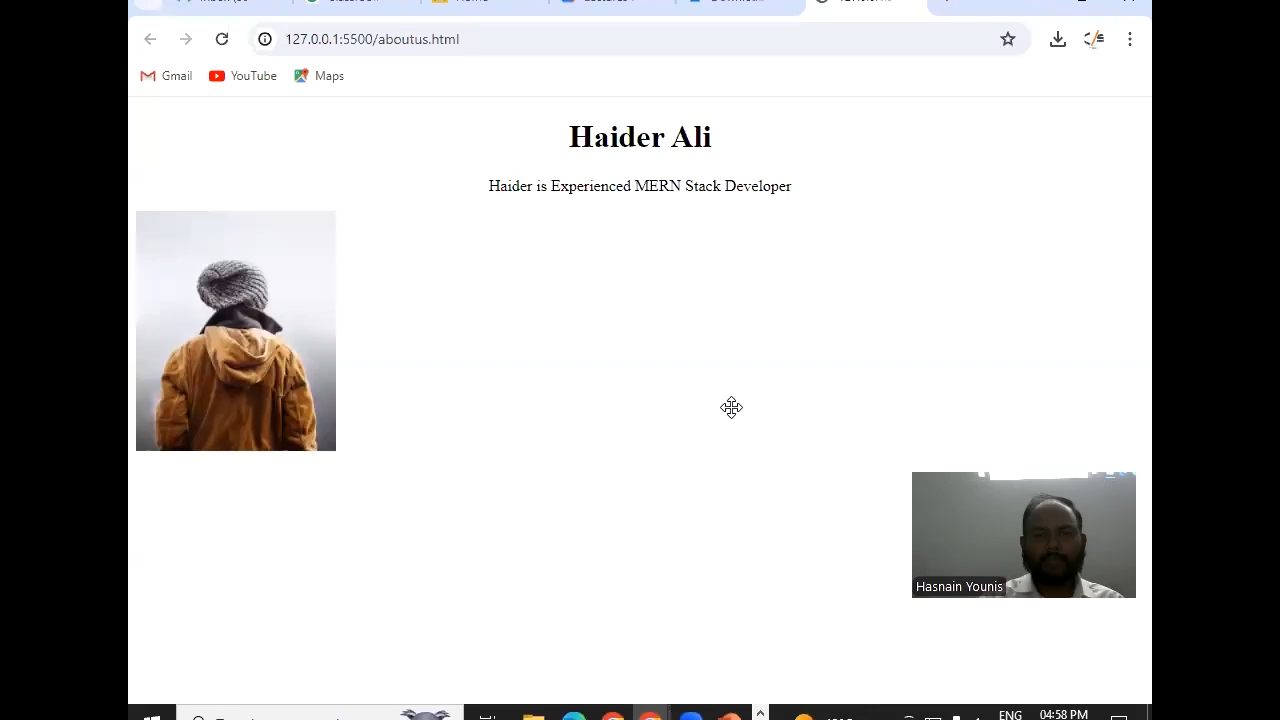 127.0.0.1:5500/aboutus.html
Gmail YouTube Maps
Haider Ali
Haider is Experienced MERN Stack Developer
Hasnain Younis
ENG 04:58 PM